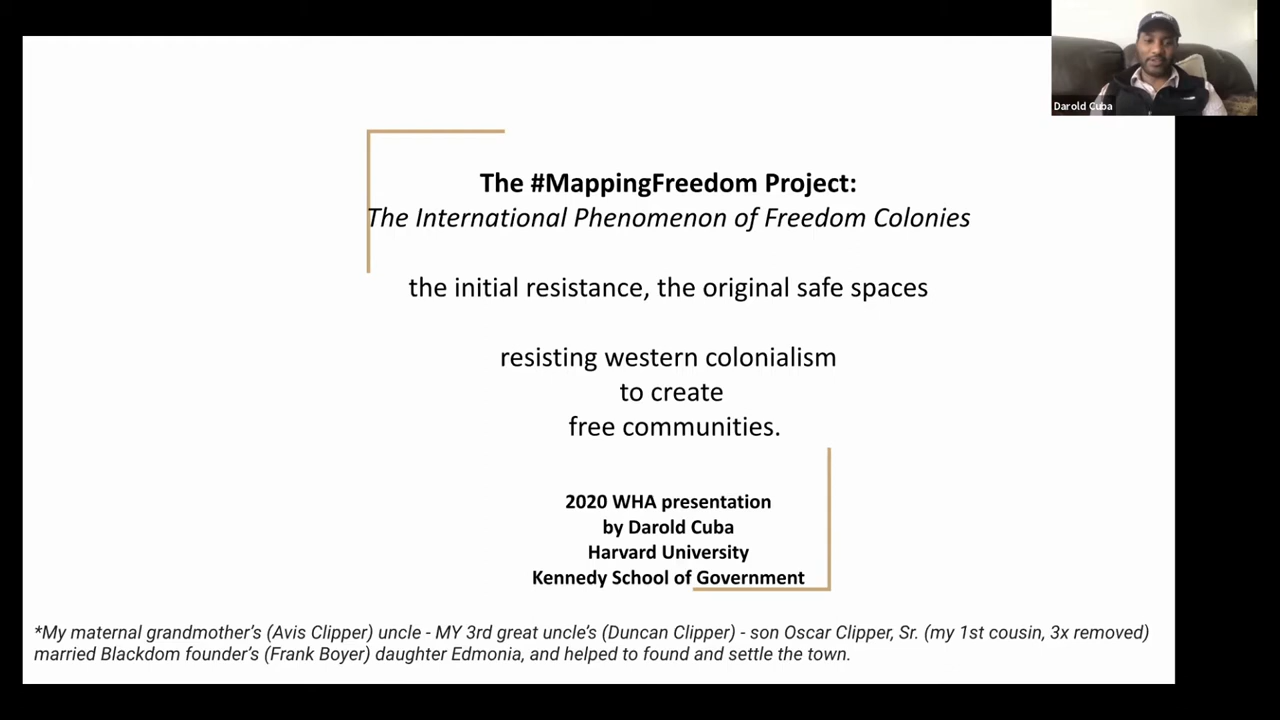 Darold Cuba
The #MappingFreedom Project:
The International Phenomenon of Freedom Colonies
the initial resistance, the original safe spaces
resisting western colonialism
to create
free communities.
2020 WHA presentation
by Darold Cuba
Harvard University
Kennedy School of Government
*My maternal grandmother's (Avis Clipper) uncle - MY 3rd great uncle's (Duncan Clipper) - son Oscar Clipper, Sr. (my 1st cousin, 3x removed)
married Blackdom founder's (Frank Boyer) daughter Edmonia, and helped to found and settle the town.